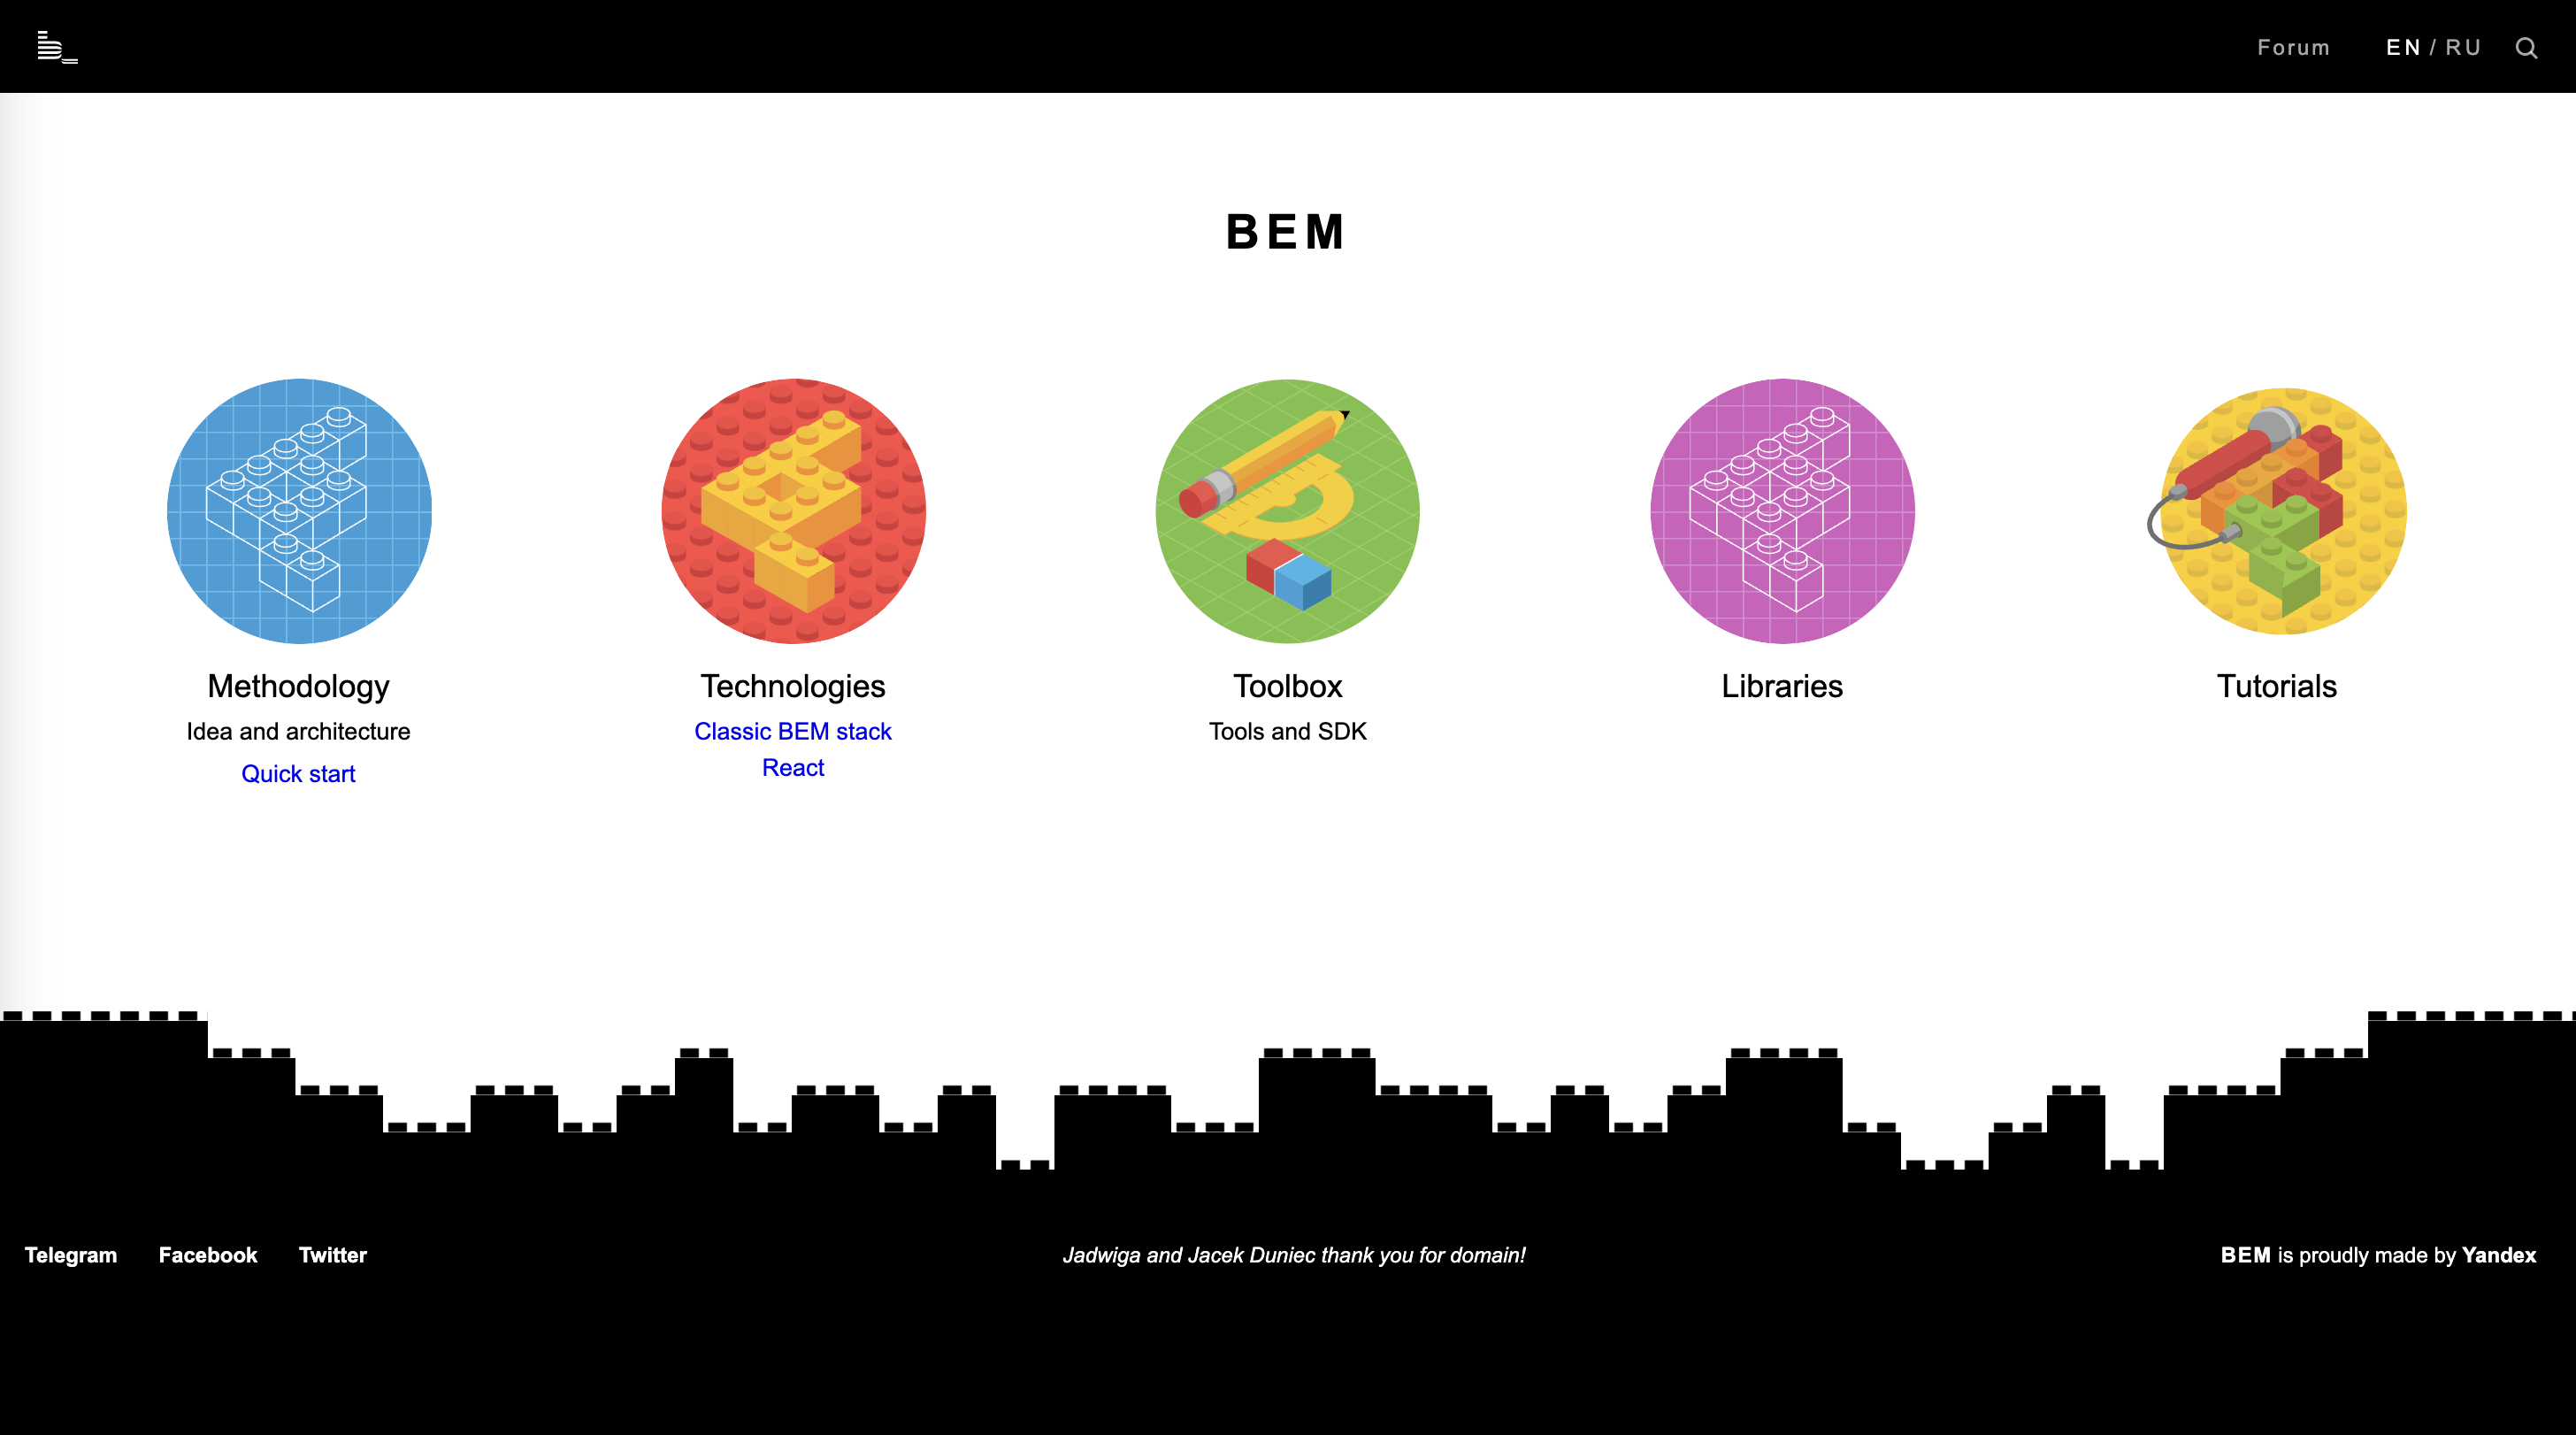 b_
Forum EN / RU
BEM
Methodology
Idea and architecture
Quick start
Technologies
Classic BEM stack
React
Toolbox
Tools and SDK
Libraries
Tutorials
Telegram Facebook Twitter
Jadwiga and Jacek Duniec thank you for domain!
BEM is proudly made by Yandex